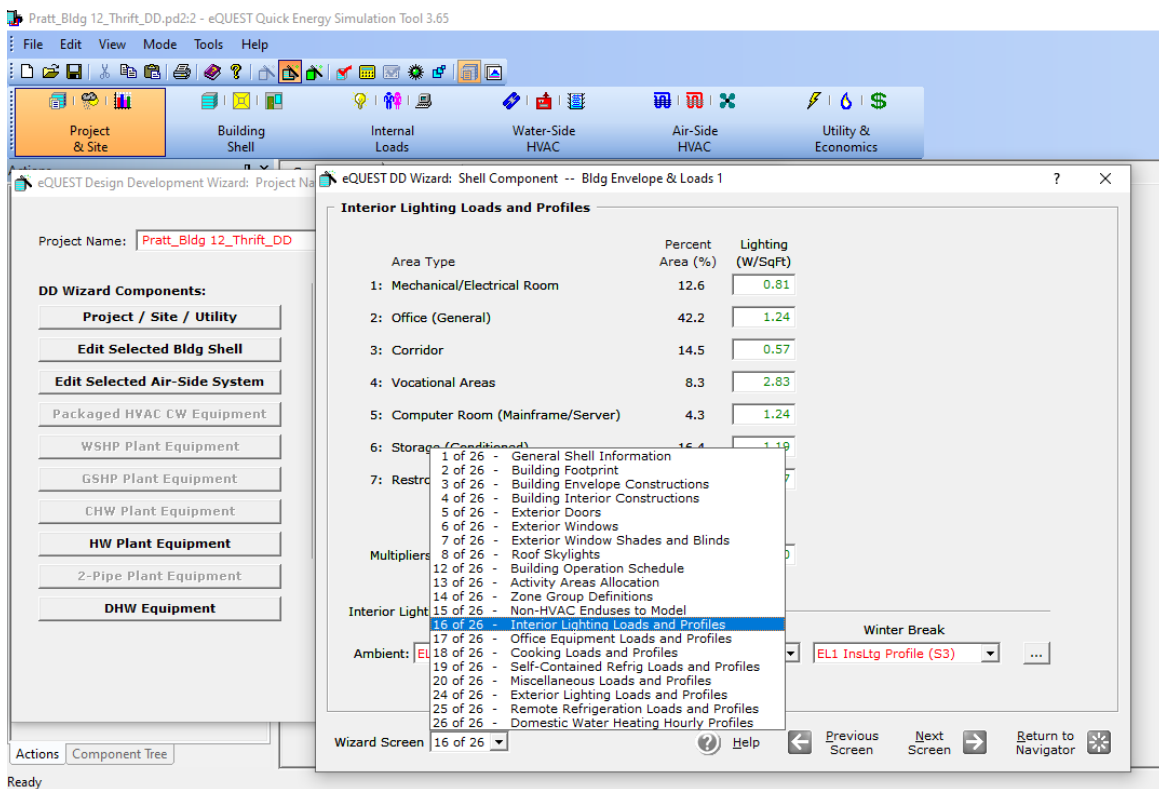 Pratt_Bldg 12_Thrift_DD.pd2:2 - eQUEST Quick Energy Simulation Tool 3.65
File Edit View Mode Tools Help
Project & Site
Building Shell
Internal Loads
Water-Side HVAC
Air-Side HVAC
Utility & Economics
eQUEST Design Development Wizard: Project Na
Project Name: Pratt_Bldg 12_Thrift_DD
DD Wizard Components:
Project / Site / Utility
Edit Selected Bldg Shell
Edit Selected Air-Side System
Packaged HVAC CW Equipment
WSHP Plant Equipment
GSHP Plant Equipment
CHW Plant Equipment
HW Plant Equipment
2-Pipe Plant Equipment
DHW Equipment
eQUEST DD Wizard: Shell Component -- Bldg Envelope & Loads 1
Interior Lighting Loads and Profiles
Area Type Percent Area (%) Lighting (W/SqFt)
1: Mechanical/Electrical Room 12.6 0.81
2: Office (General) 42.2 1.24
3: Corridor 14.5 0.57
4: Vocational Areas 8.3 2.83
5: Computer Room (Mainframe/Server) 4.3 1.24
6: Storage (Conditioned) 16.4 1.19
7: Restro
Multipliers
Interior Light
Winter Break
Ambient: EL EL1 InsLtg Profile (S3) ...
1 of 26 - General Shell Information
2 of 26 - Building Footprint
3 of 26 - Building Envelope Constructions
4 of 26 - Building Interior Constructions
5 of 26 - Exterior Doors
6 of 26 - Exterior Windows
7 of 26 - Exterior Window Shades and Blinds
8 of 26 - Roof Skylights
12 of 26 - Building Operation Schedule
13 of 26 - Activity Areas Allocation
14 of 26 - Zone Group Definitions
15 of 26 - Non-HVAC Enduses to Model
16 of 26 - Interior Lighting Loads and Profiles
17 of 26 - Office Equipment Loads and Profiles
18 of 26 - Cooking Loads and Profiles
19 of 26 - Self-Contained Refrig Loads and Profiles
20 of 26 - Miscellaneous Loads and Profiles
24 of 26 - Exterior Lighting Loads and Profiles
25 of 26 - Remote Refrigeration Loads and Profiles
26 of 26 - Domestic Water Heating Hourly Profiles
Wizard Screen 16 of 26
Help
Previous Screen
Next Screen
Return to Navigator
Actions Component Tree
Ready